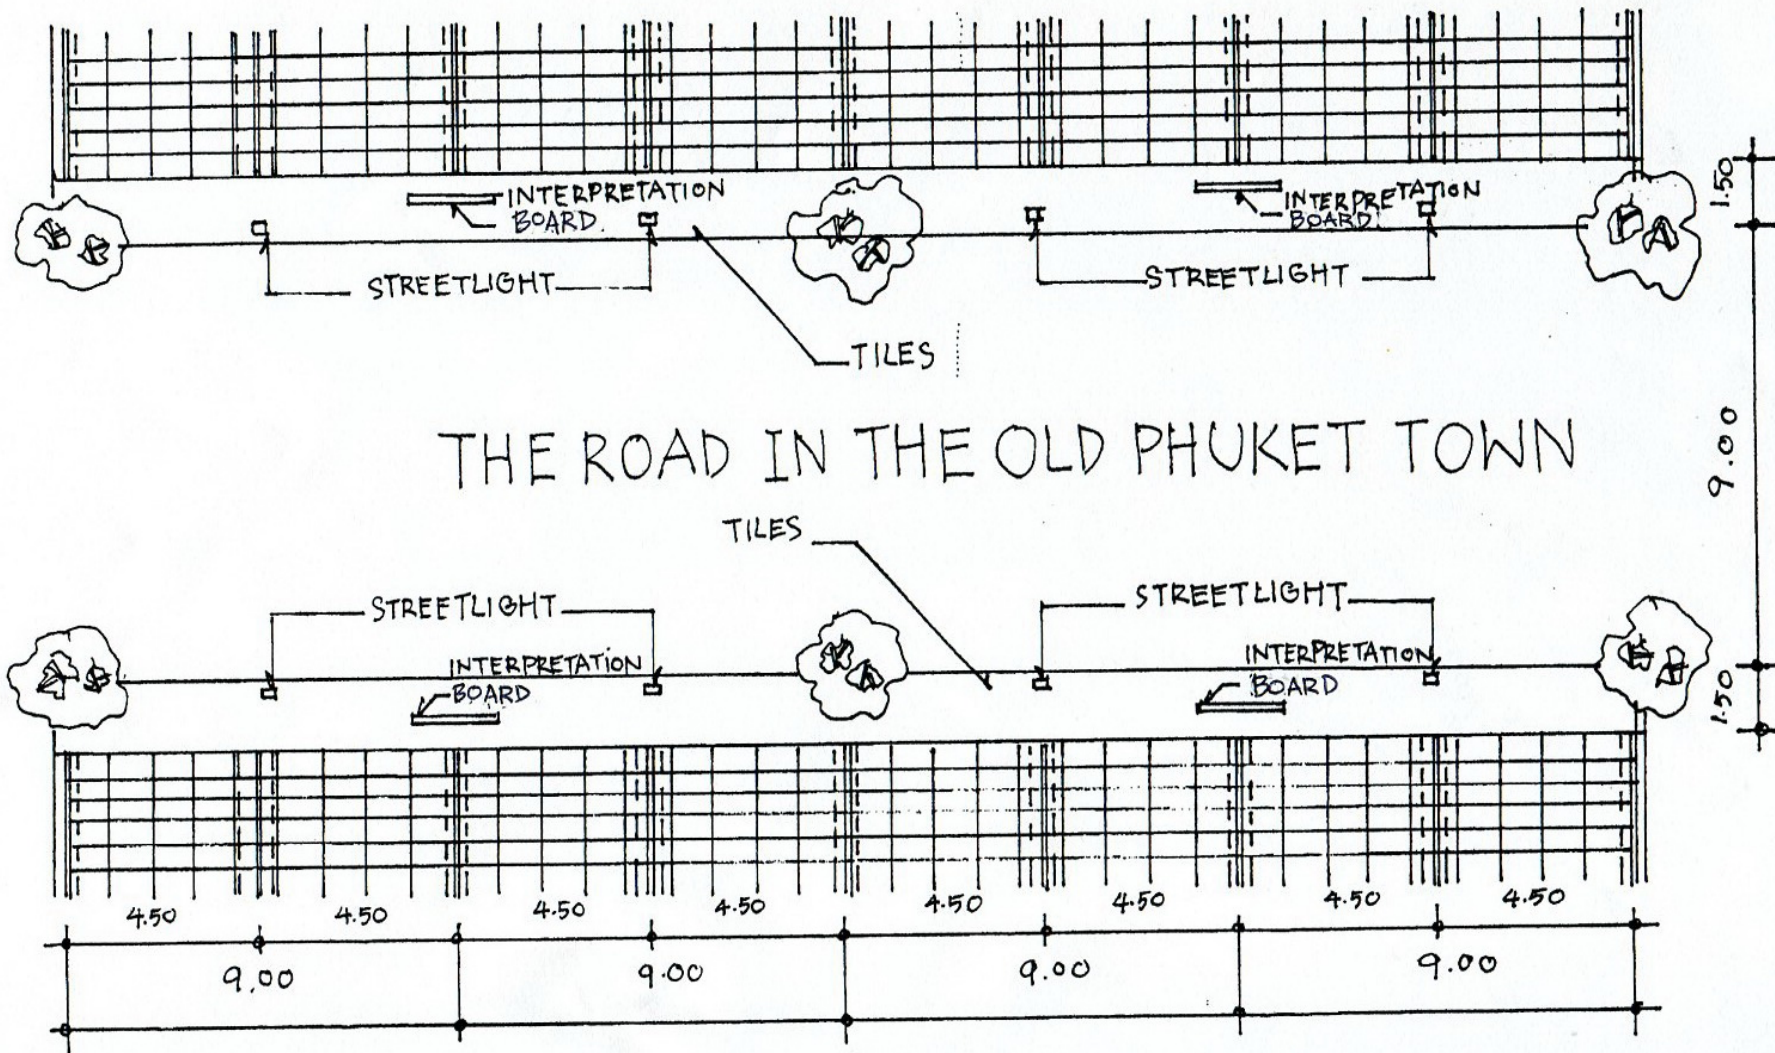 INTERPRETATION
BOARD.
INTERPRETATION
BOARD.
1.50
STREETLIGHT
STREETLIGHT
TILES
THE ROAD IN THE OLD PHUKET TOWN
9.00
TILES
STREETLIGHT
STREETLIGHT
INTERPRETATION
BOARD
INTERPRETATION
BOARD
1.50
4.50 4.50 4.50 4.50 4.50 4.50 4.50 4.50
9.00 9.00 9.00 9.00